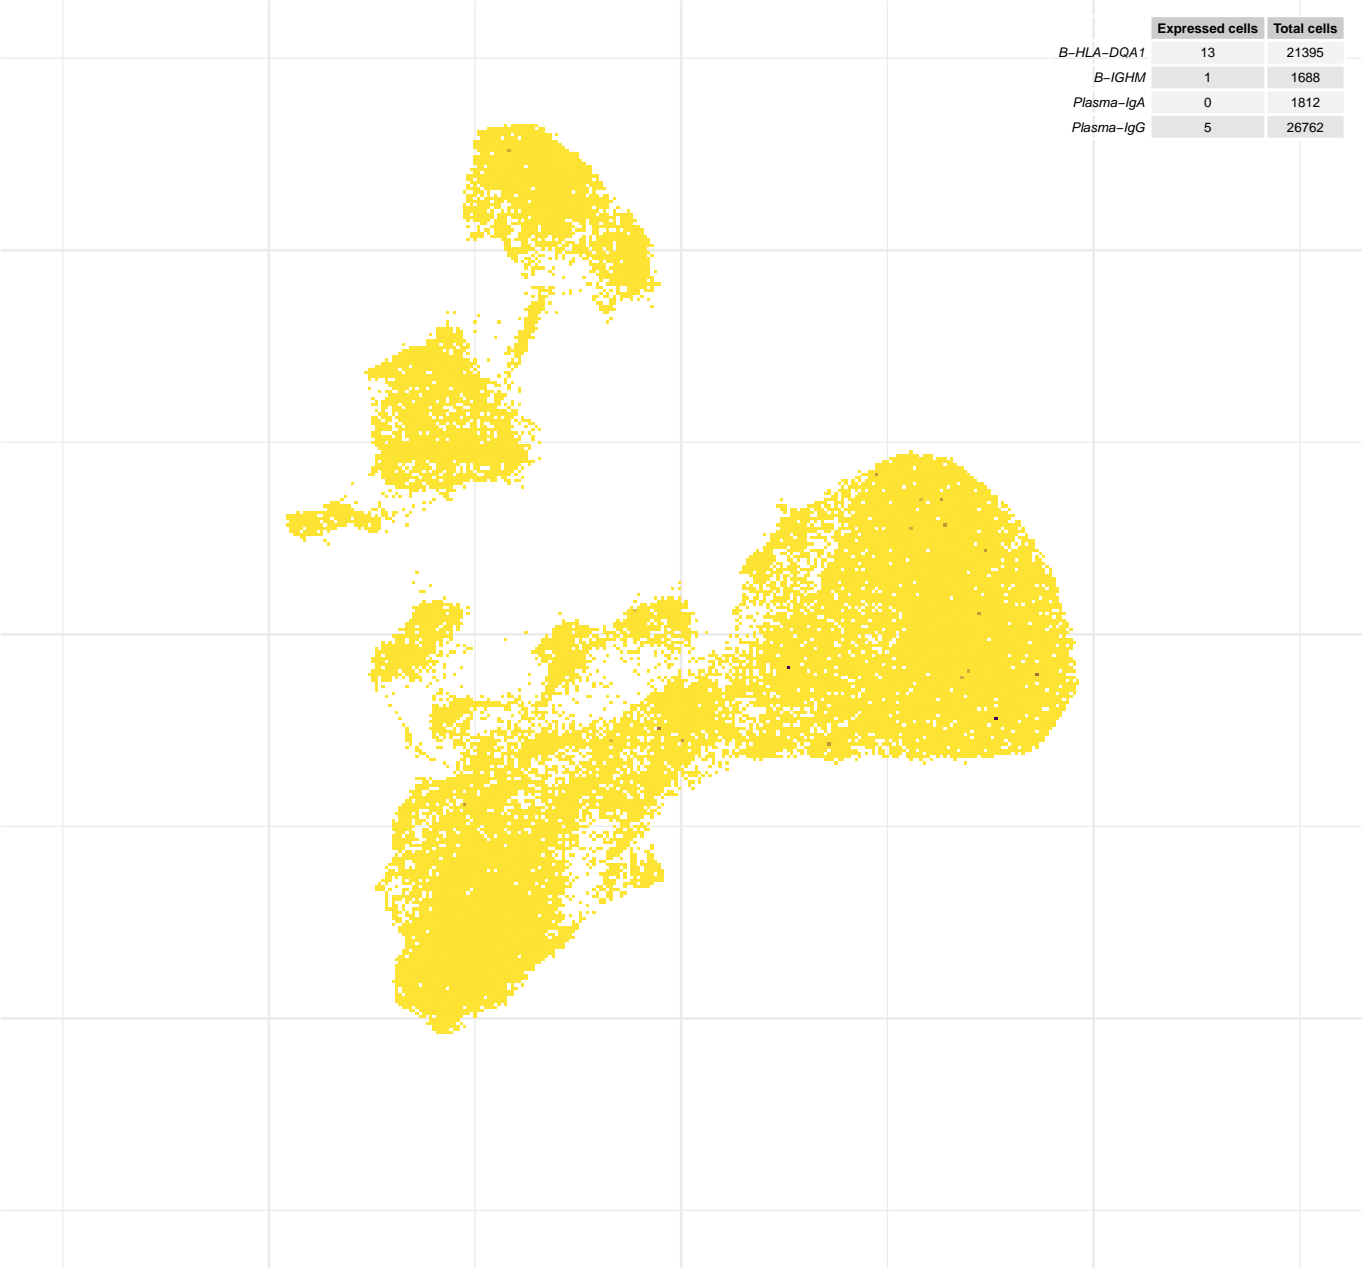 Expressed cells Total cells
B−HLA−DQA1 13 21395
B−IGHM 1 1688
Plasma−IgA 0 1812
Plasma−IgG 5 26762